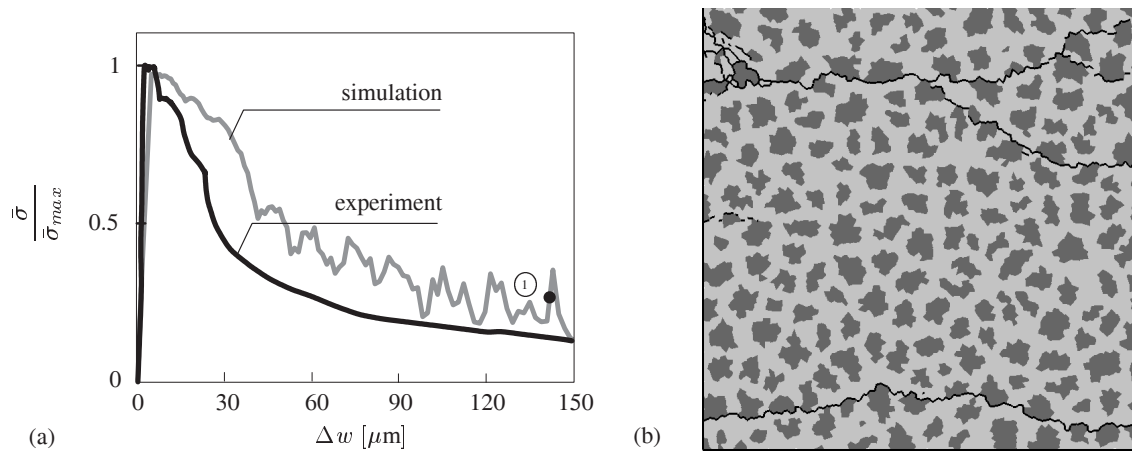 1
simulation
σ̄
σ̄max
0.5
experiment
1
0
0
30
60
90
120
150
(a)
Δw [μm]
(b)